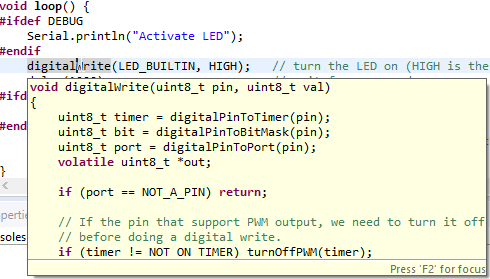 void loop() {
#ifdef DEBUG
Serial.println("Activate LED");
#endif
digitalWrite(LED_BUILTIN, HIGH);   // turn the LED on (HIGH is the
#ifd
void digitalWrite(uint8_t pin, uint8_t val)
{
uint8_t timer = digitalPinToTimer(pin);
uint8_t bit = digitalPinToBitMask(pin);
#end
uint8_t port = digitalPinToPort(pin);
volatile uint8_t *out;
}
if (port == NOT_A_PIN) return;
// If the pin that support PWM output, we need to turn it off
// before doing a digital write.
soles
if (timer != NOT_ON_TIMER) turnOffPWM(timer);
Press 'F2' for focus